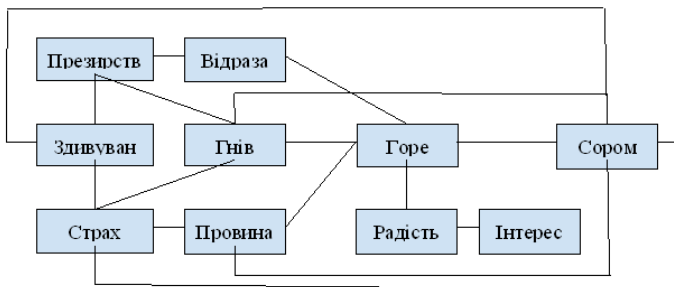 Презирств
Відраза
Здивуван
Гнів
Горе
Сором
Страх
Провина
Радість
Інтерес